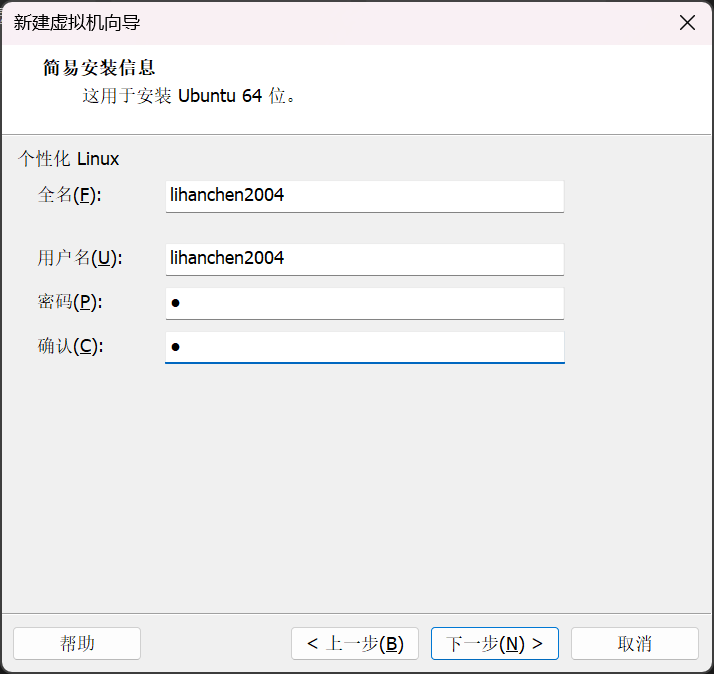 新建虚拟机向导
简易安装信息
这用于安装 Ubuntu 64 位。
个性化 Linux
全名(F): lihanchen2004
用户名(U): lihanchen2004
密码(P): ●
确认(C): ●
帮助 < 上一步(B) 下一步(N) > 取消